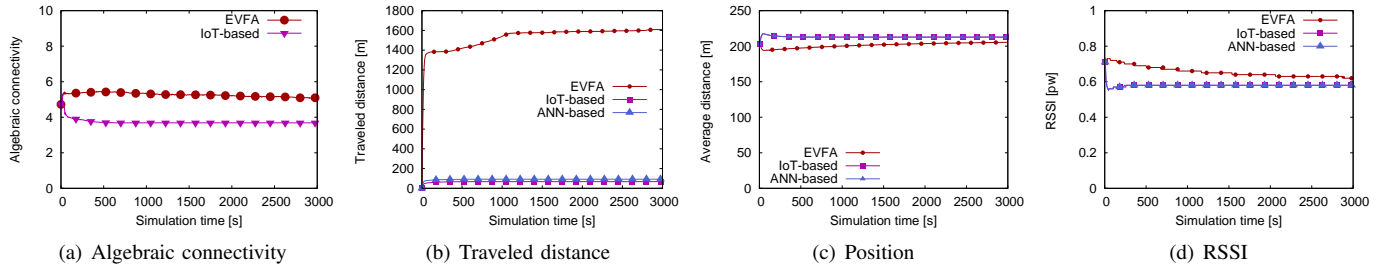 Algebraic connectivity
10
8
6
4
2
0
EVFA
IoT-based
0 500 1000 1500 2000 2500 3000
Simulation time [s]
(a) Algebraic connectivity
Traveled distance [m]
1800
1600
1400
1200
1000
800
600
400
200
0
EVFA
IoT-based
ANN-based
0 500 1000 1500 2000 2500 3000
Simulation time [s]
(b) Traveled distance
Average distance [m]
250
200
150
100
50
0
EVFA
IoT-based
ANN-based
0 500 1000 1500 2000 2500 3000
Simulation time [s]
(c) Position
RSSI [pw]
1
0.8
0.6
0.4
0.2
0
EVFA
IoT-based
ANN-based
0 500 1000 1500 2000 2500 3000
Simulation time [s]
(d) RSSI